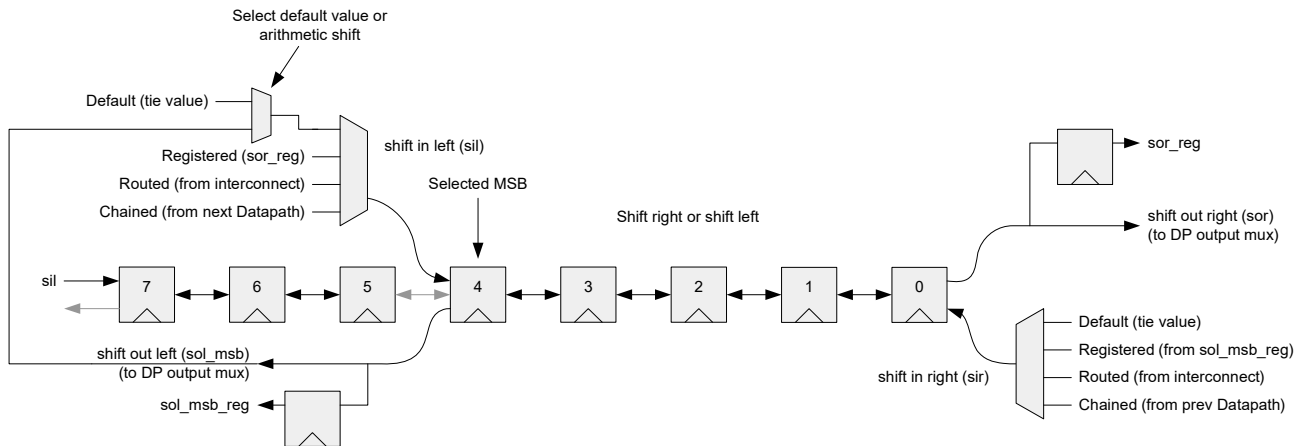 Select default value or
arithmetic shift
Default (tie value)
Registered (sor_reg)
Routed (from interconnect)
Chained (from next Datapath)
shift in left (sil)
Selected MSB
Shift right or shift left
sor_reg
shift out right (sor)
(to DP output mux)
sil
7
6
5
4
3
2
1
0
shift out left (sol_msb)
(to DP output mux)
sol_msb_reg
shift in right (sir)
Default (tie value)
Registered (from sol_msb_reg)
Routed (from interconnect)
Chained (from prev Datapath)